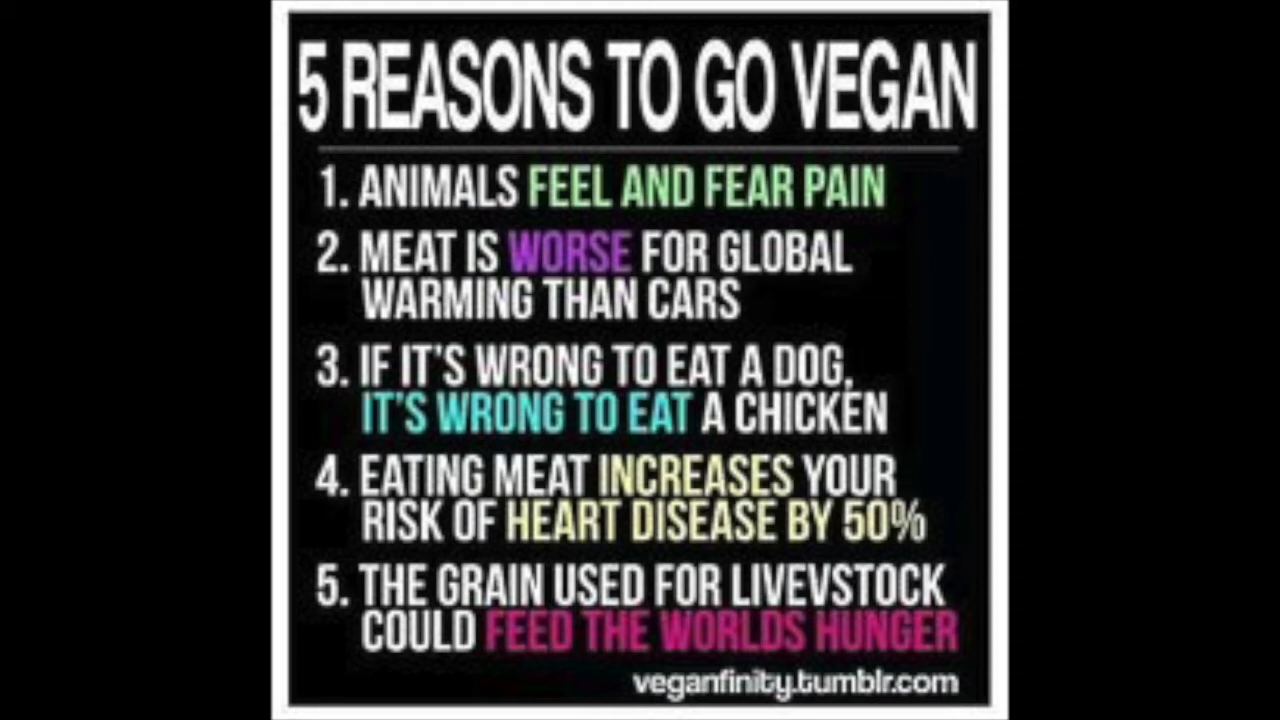 5 REASONS TO GO VEGAN
1. ANIMALS FEEL AND FEAR PAIN
2. MEAT IS WORSE FOR GLOBAL
WARMING THAN CARS
3. IF IT'S WRONG TO EAT A DOG,
IT'S WRONG TO EAT A CHICKEN
4. EATING MEAT INCREASES YOUR
RISK OF HEART DISEASE BY 50%
5. THE GRAIN USED FOR LIVEVSTOCK
COULD FEED THE WORLDS HUNGER
veganfinity.tumblr.com